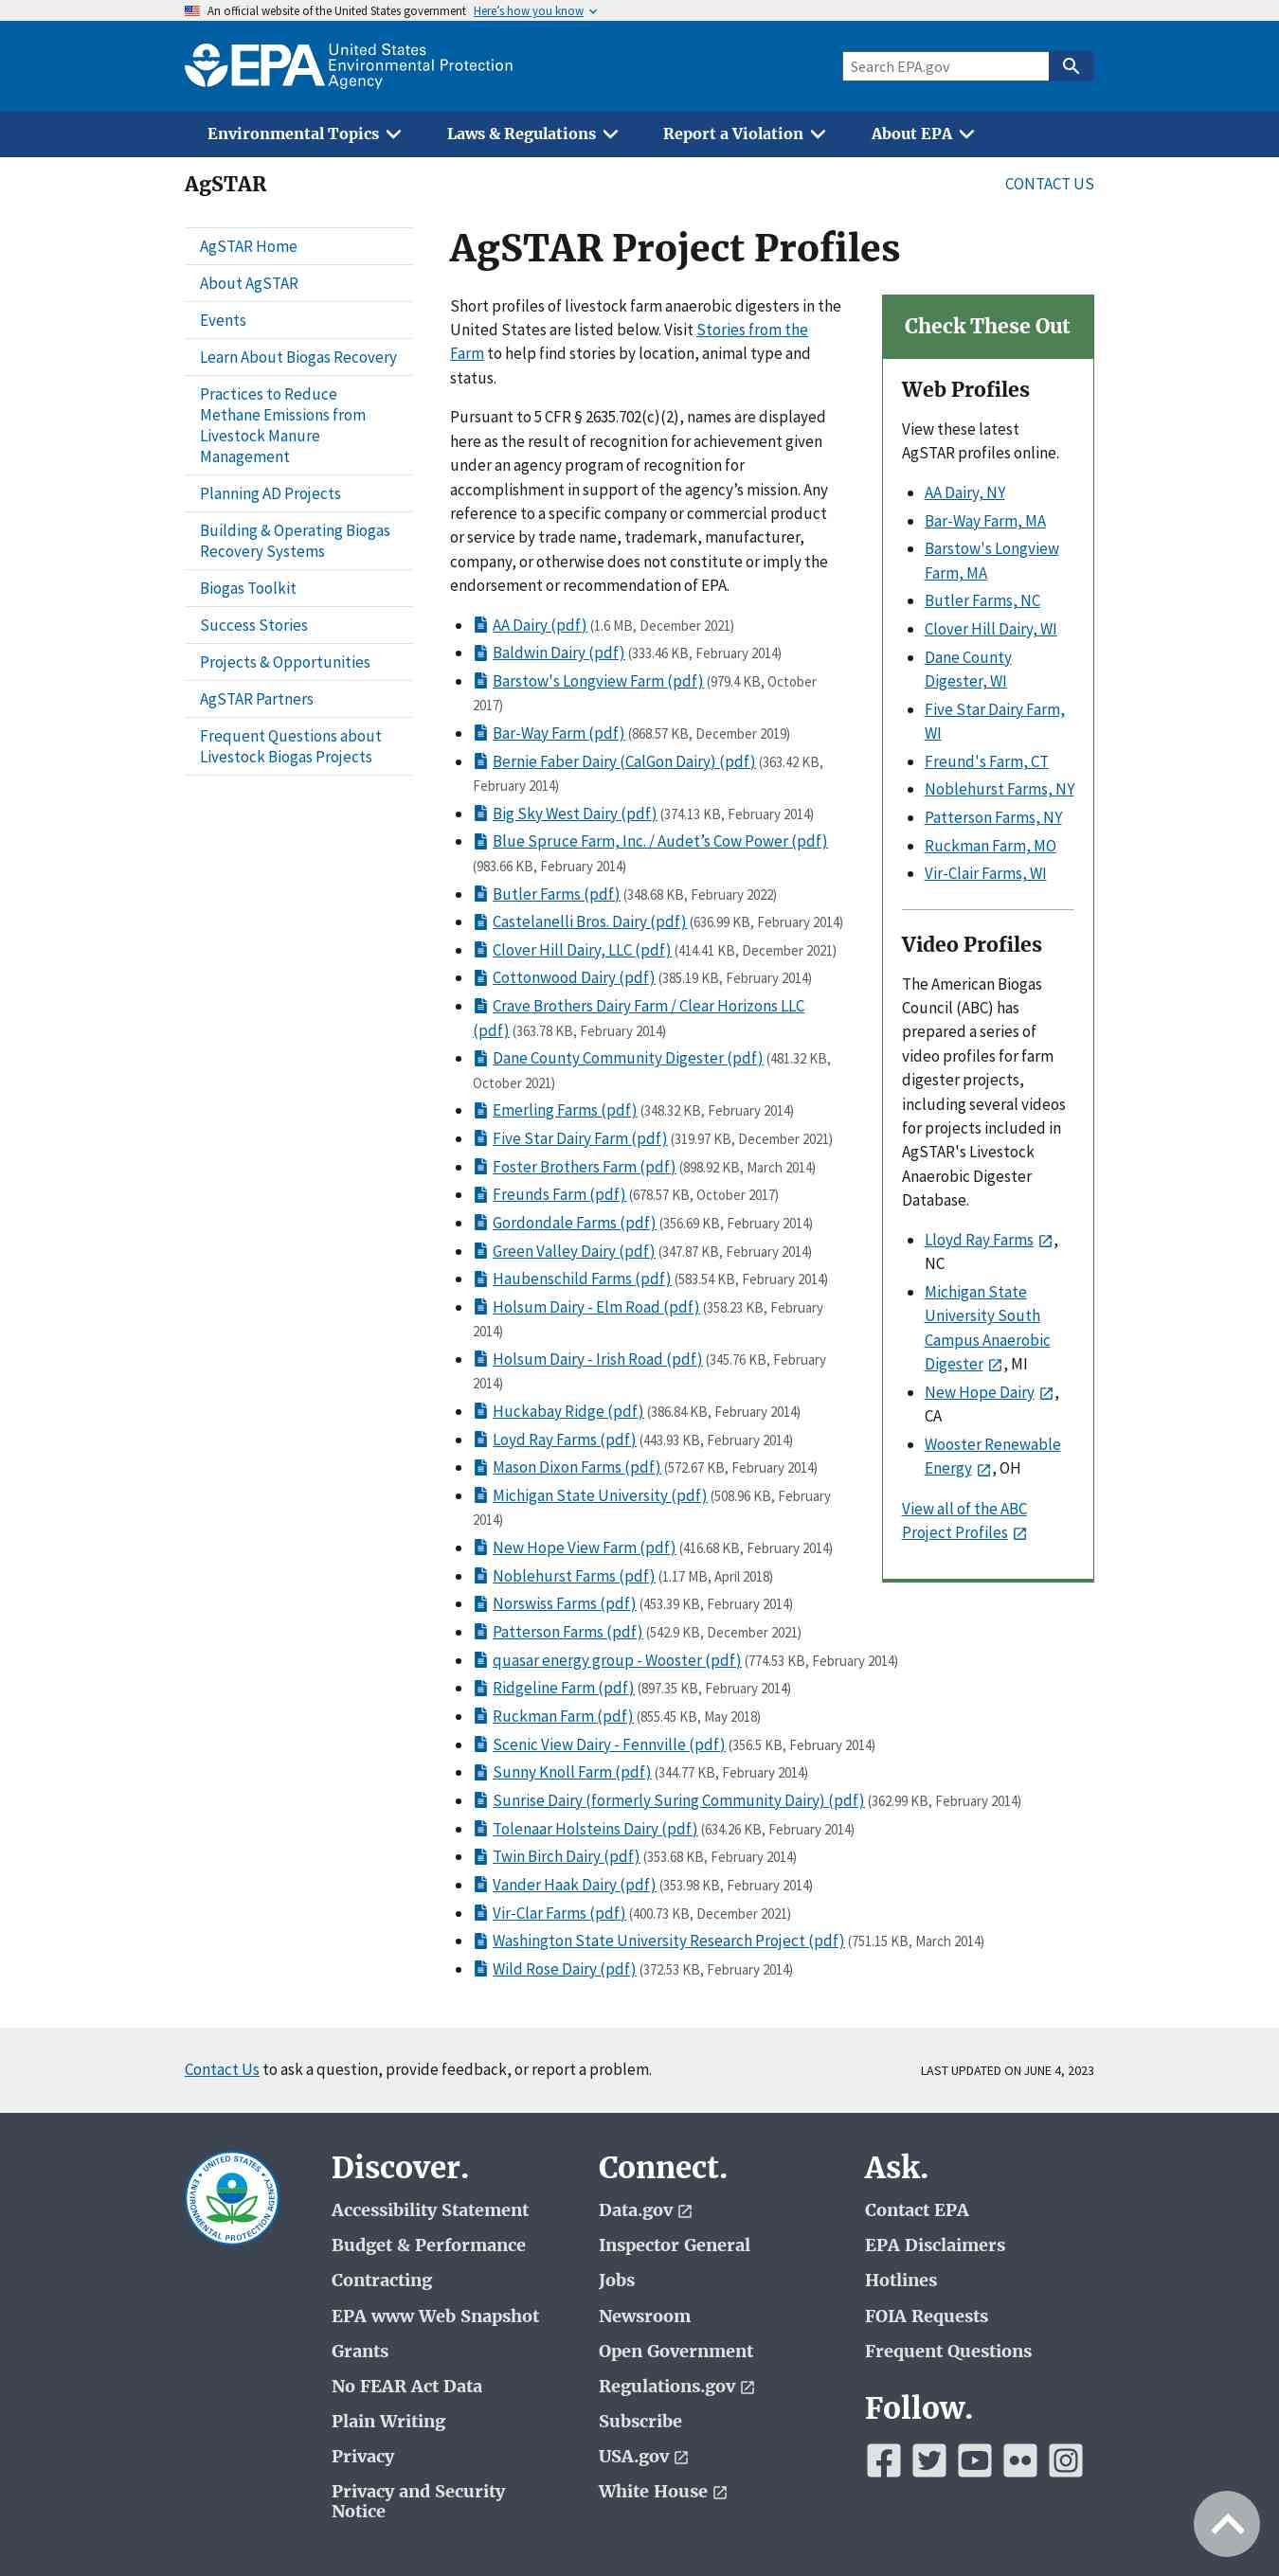 An official website of the United States government Here's how you know
EPA United States
Environmental Protection
Agency
Search EPA.gov
Environmental Topics
Laws & Regulations
Report a Violation
About EPA
AgSTAR
CONTACT US
AgSTAR Home
About AgSTAR
Events
Learn About Biogas Recovery
Practices to Reduce
Methane Emissions from
Livestock Manure
Management
Planning AD Projects
Building & Operating Biogas
Recovery Systems
Biogas Toolkit
Success Stories
Projects & Opportunities
AgSTAR Partners
Frequent Questions about
Livestock Biogas Projects
AgSTAR Project Profiles
Short profiles of livestock farm anaerobic digesters in the
United States are listed below. Visit Stories from the
Farm to help find stories by location, animal type and
status.
Pursuant to 5 CFR § 2635.702(c)(2), names are displayed
here as the result of recognition for achievement given
under an agency program of recognition for
accomplishment in support of the agency's mission. Any
reference to a specific company or commercial product
or service by trade name, trademark, manufacturer,
company, or otherwise does not constitute or imply the
endorsement or recommendation of EPA.
AA Dairy (pdf) (1.6 MB, December 2021)
Baldwin Dairy (pdf) (333.46 KB, February 2014)
Barstow's Longview Farm (pdf) (979.4 KB, October
2017)
Bar-Way Farm (pdf) (868.57 KB, December 2019)
Bernie Faber Dairy (CalGon Dairy) (pdf) (363.42 KB,
February 2014)
Big Sky West Dairy (pdf) (374.13 KB, February 2014)
Blue Spruce Farm, Inc. / Audet’s Cow Power (pdf)
(983.66 KB, February 2014)
Butler Farms (pdf) (348.68 KB, February 2022)
Castelanelli Bros. Dairy (pdf) (636.99 KB, February 2014)
Clover Hill Dairy, LLC (pdf) (414.41 KB, December 2021)
Cottonwood Dairy (pdf) (385.19 KB, February 2014)
Crave Brothers Dairy Farm / Clear Horizons LLC
(pdf) (363.78 KB, February 2014)
Dane County Community Digester (pdf) (481.32 KB,
October 2021)
Emerling Farms (pdf) (348.32 KB, February 2014)
Five Star Dairy Farm (pdf) (319.97 KB, December 2021)
Foster Brothers Farm (pdf) (898.92 KB, March 2014)
Freunds Farm (pdf) (678.57 KB, October 2017)
Gordondale Farms (pdf) (356.69 KB, February 2014)
Green Valley Dairy (pdf) (347.87 KB, February 2014)
Haubenschild Farms (pdf) (583.54 KB, February 2014)
Holsum Dairy - Elm Road (pdf) (358.23 KB, February
2014)
Holsum Dairy - Irish Road (pdf) (345.76 KB, February
2014)
Huckabay Ridge (pdf) (386.84 KB, February 2014)
Loyd Ray Farms (pdf) (443.93 KB, February 2014)
Mason Dixon Farms (pdf) (572.67 KB, February 2014)
Michigan State University (pdf) (508.96 KB, February
2014)
New Hope View Farm (pdf) (416.68 KB, February 2014)
Noblehurst Farms (pdf) (1.17 MB, April 2018)
Norswiss Farms (pdf) (453.39 KB, February 2014)
Patterson Farms (pdf) (542.9 KB, December 2021)
quasar energy group - Wooster (pdf) (774.53 KB, February 2014)
Ridgeline Farm (pdf) (897.35 KB, February 2014)
Ruckman Farm (pdf) (855.45 KB, May 2018)
Scenic View Dairy - Fennville (pdf) (356.5 KB, February 2014)
Sunny Knoll Farm (pdf) (344.77 KB, February 2014)
Sunrise Dairy (formerly Suring Community Dairy) (pdf) (362.99 KB, February 2014)
Tolenaar Holsteins Dairy (pdf) (634.26 KB, February 2014)
Twin Birch Dairy (pdf) (353.68 KB, February 2014)
Vander Haak Dairy (pdf) (353.98 KB, February 2014)
Vir-Clar Farms (pdf) (400.73 KB, December 2021)
Washington State University Research Project (pdf) (751.15 KB, March 2014)
Wild Rose Dairy (pdf) (372.53 KB, February 2014)
Check These Out
Web Profiles
View these latest
AgSTAR profiles online.
AA Dairy, NY
Bar-Way Farm, MA
Barstow's Longview
Farm, MA
Butler Farms, NC
Clover Hill Dairy, WI
Dane County
Digester, WI
Five Star Dairy Farm,
WI
Freund's Farm, CT
Noblehurst Farms, NY
Patterson Farms, NY
Ruckman Farm, MO
Vir-Clair Farms, WI
Video Profiles
The American Biogas
Council (ABC) has
prepared a series of
video profiles for farm
digester projects,
including several videos
for projects included in
AgSTAR's Livestock
Anaerobic Digester
Database.
Lloyd Ray Farms ,
NC
Michigan State
University South
Campus Anaerobic
Digester , MI
New Hope Dairy ,
CA
Wooster Renewable
Energy , OH
View all of the ABC
Project Profiles
Contact Us to ask a question, provide feedback, or report a problem.
LAST UPDATED ON JUNE 4, 2023
UNITED STATES ENVIRONMENTAL PROTECTION AGENCY
Discover.
Accessibility Statement
Budget & Performance
Contracting
EPA www Web Snapshot
Grants
No FEAR Act Data
Plain Writing
Privacy
Privacy and Security
Notice
Connect.
Data.gov
Inspector General
Jobs
Newsroom
Open Government
Regulations.gov
Subscribe
USA.gov
White House
Ask.
Contact EPA
EPA Disclaimers
Hotlines
FOIA Requests
Frequent Questions
Follow.